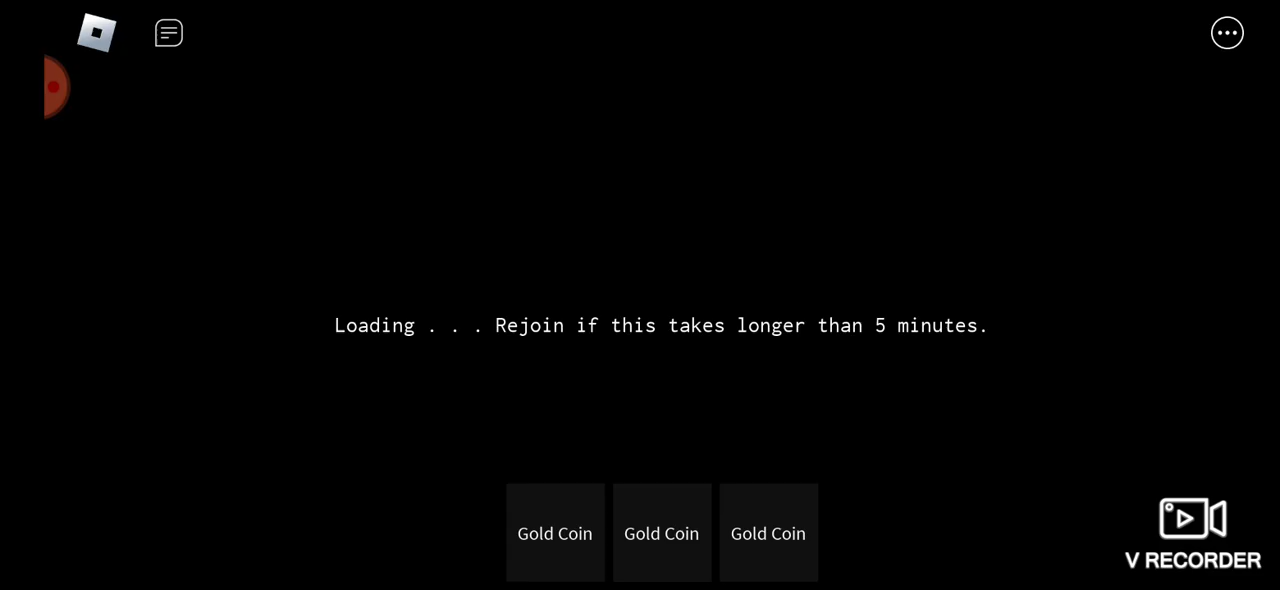 Loading . . . Rejoin if this takes longer than 5 minutes.
Gold Coin
Gold Coin
Gold Coin
V RECORDER